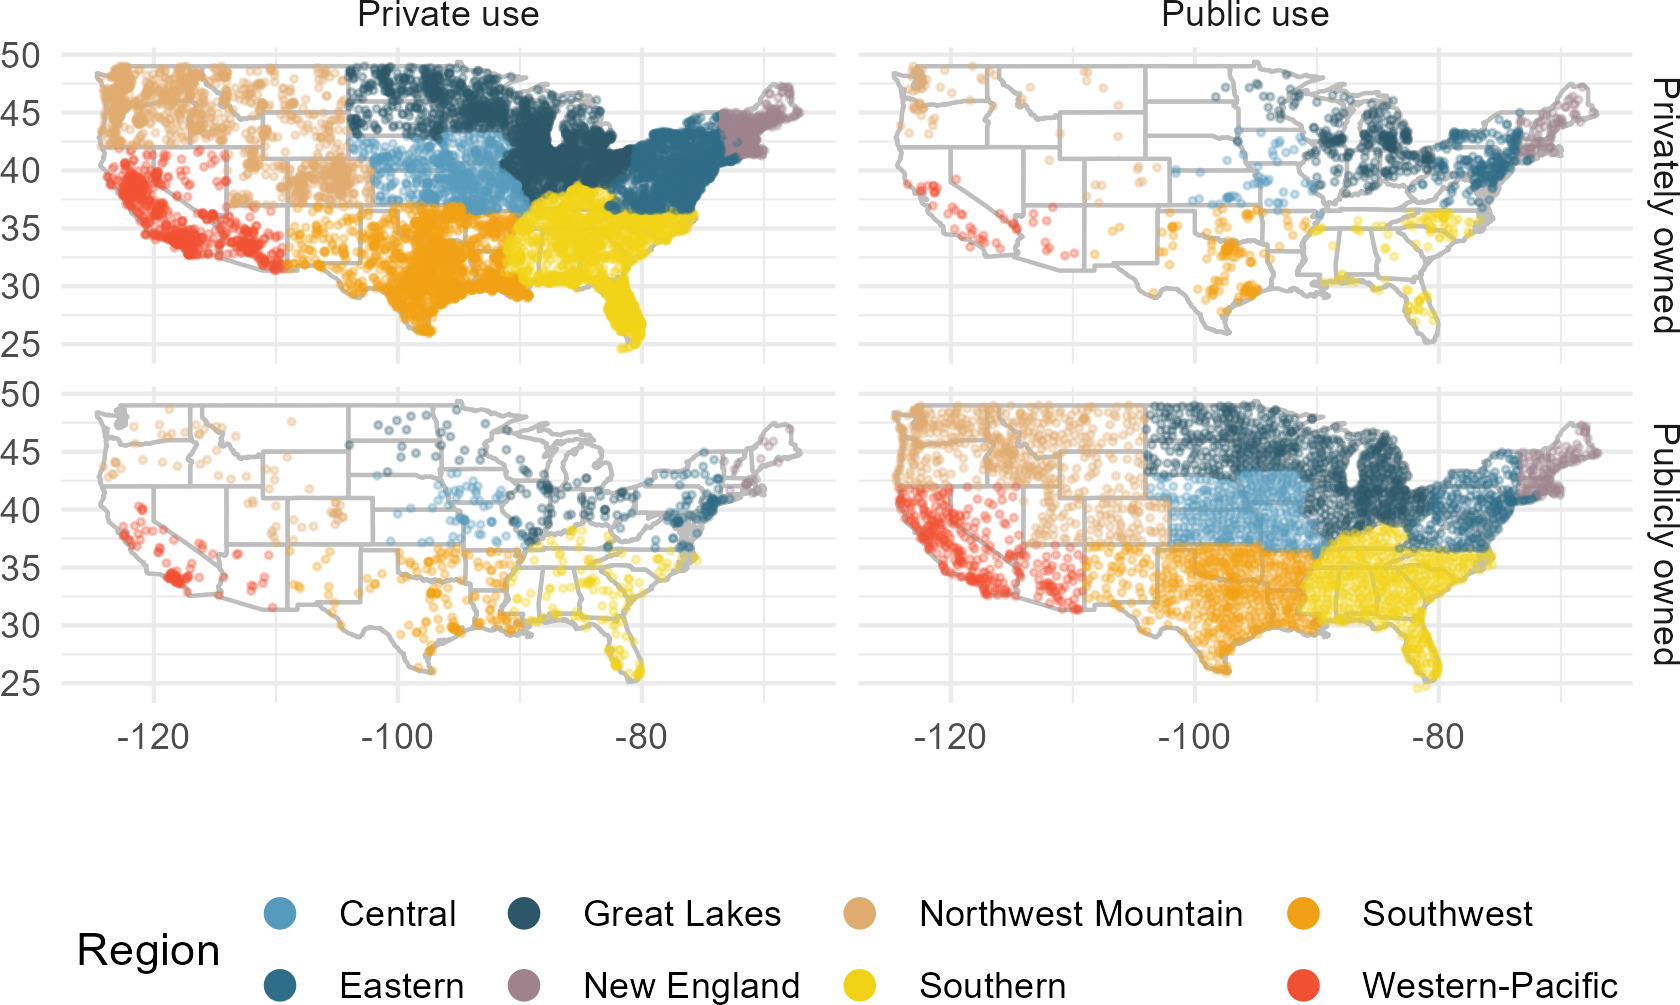 Private use
Public use
50
45
40
35
30
25
Privately owned
50
45
40
35
30
25
Publicly owned
-120
-100
-80
-120
-100
-80
Region
Central
Great Lakes
Northwest Mountain
Southwest
Eastern
New England
Southern
Western-Pacific